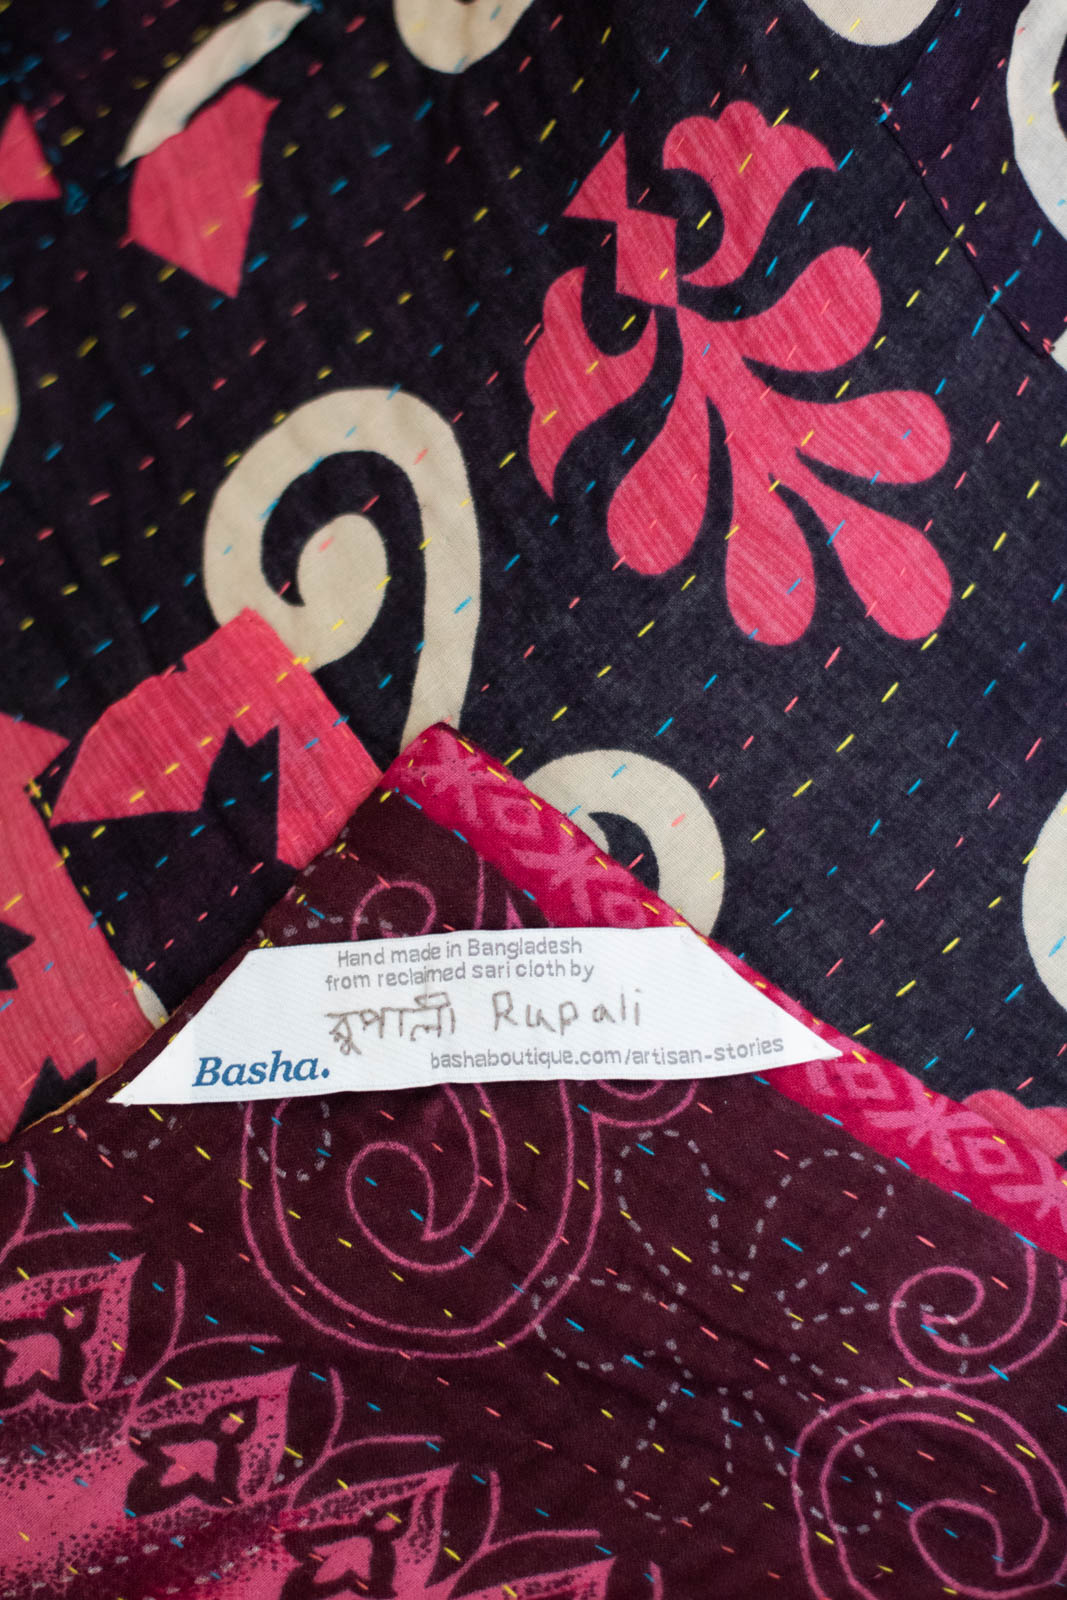 Hand made in Bangladesh
from reclaimed sari cloth by
রুপালী Rupali
Basha.
bashaboutique.com/artisan-stories